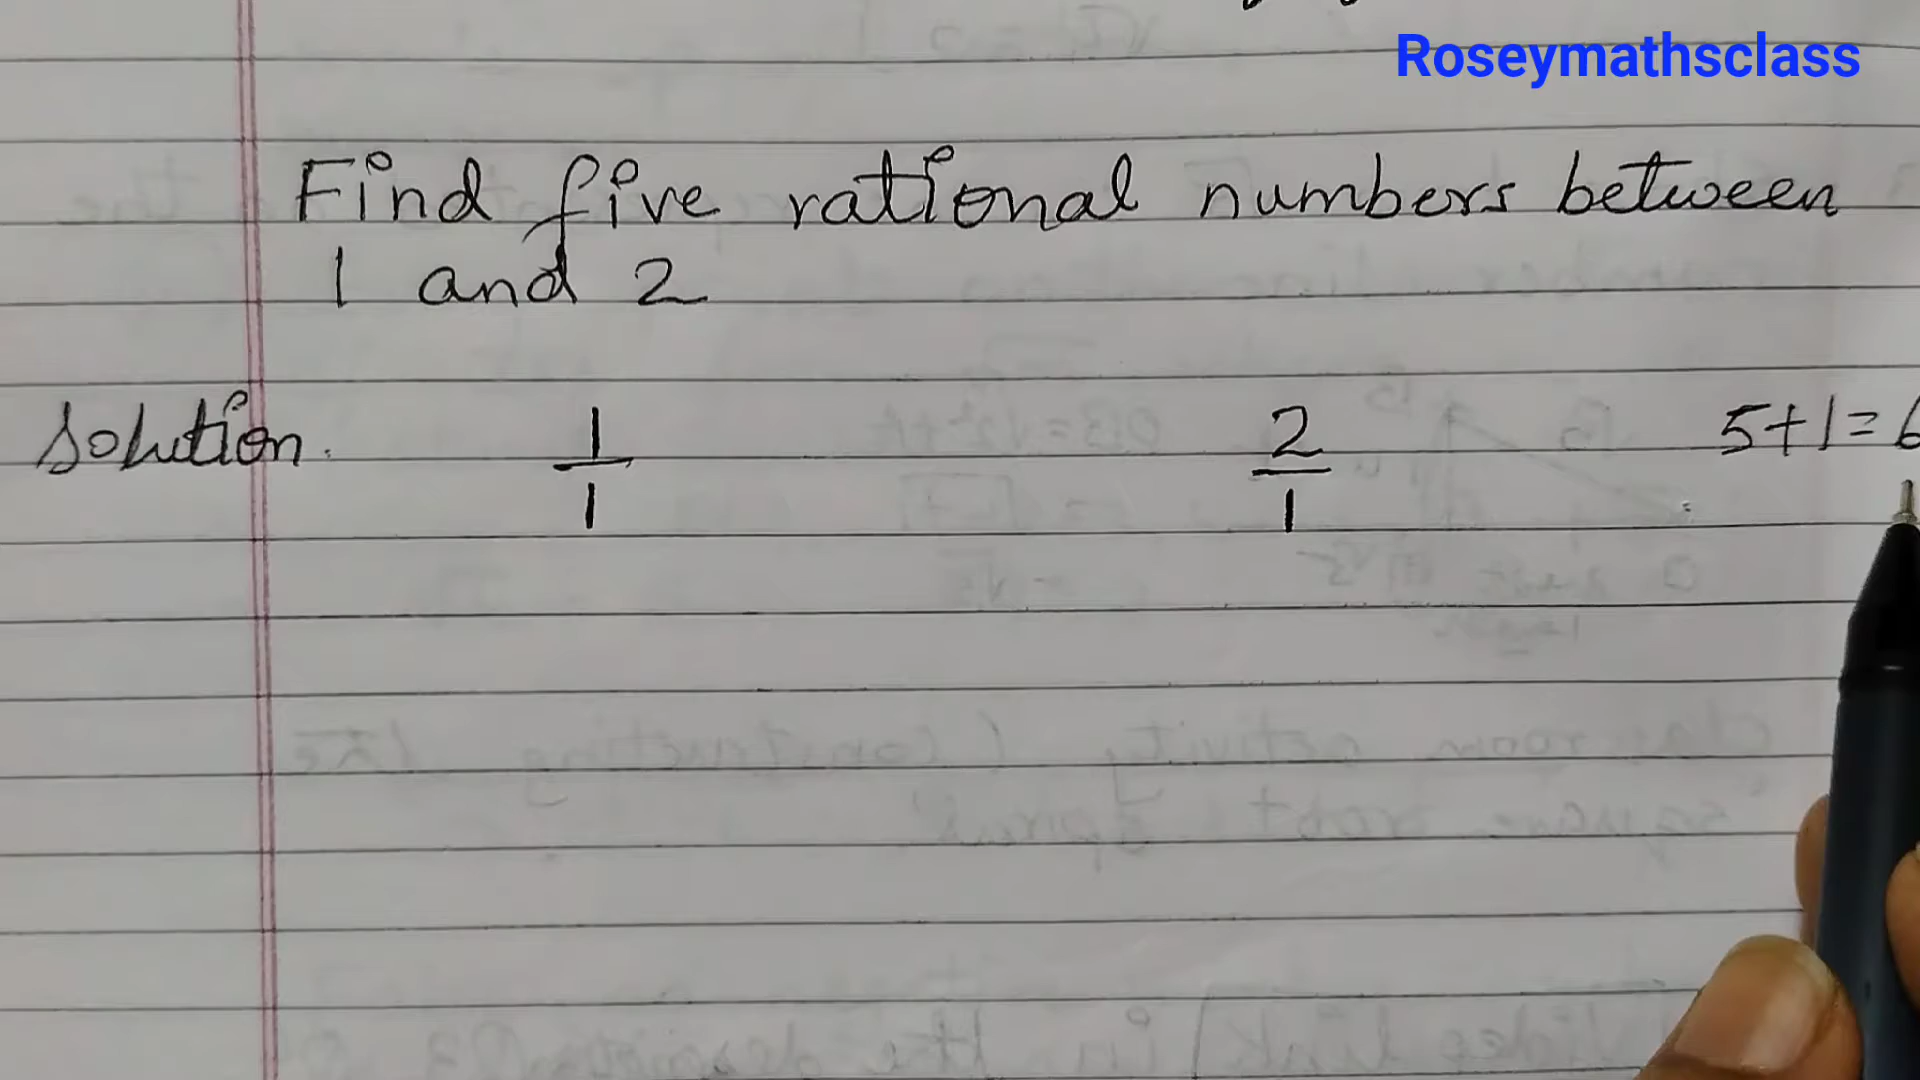 Roseymathsclass
Find five rational numbers between
1 and 2
Solution. 1/1 2/1 5+1=6